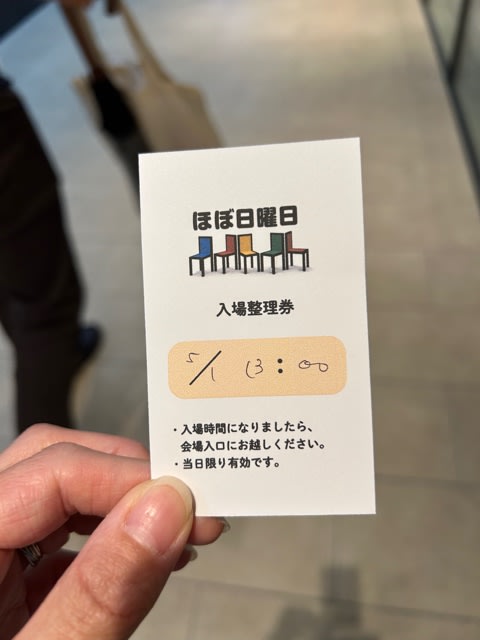 ほぼ日曜日
入場整理券
5/1 13:00
・入場時間になりましたら、
会場入口にお越しください。
・当日限り有効です。